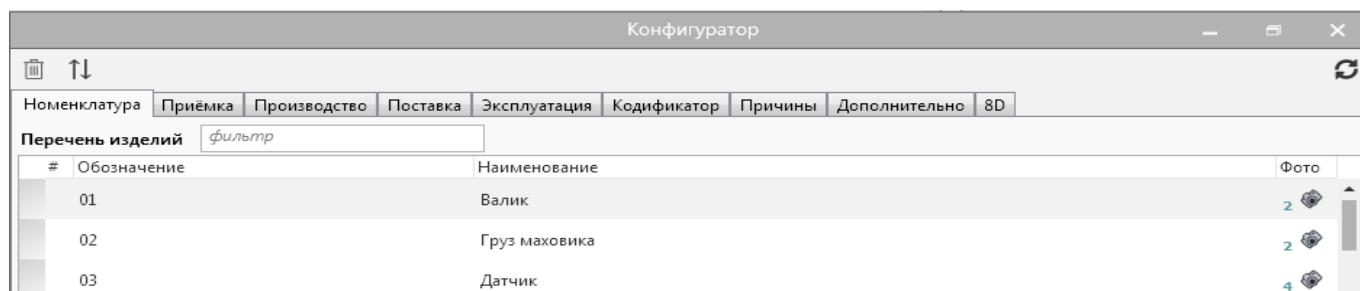 Конфигуратор
Номенклатура Приёмка Производство Поставка Эксплуатация Кодификатор Причины Дополнительно 8D
Перечень изделий фильтр
# Обозначение Наименование Фото
01 Валик 2
02 Груз маховика 2
03 Датчик 4